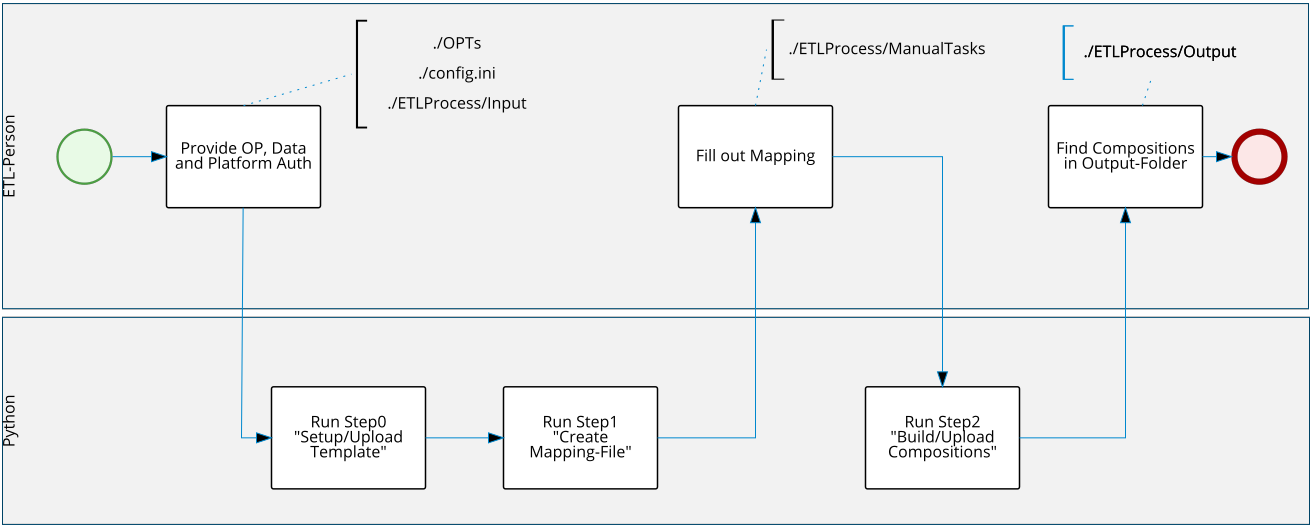 ETL-Person
./OPTs
./config.ini
./ETLProcess/Input
./ETLProcess/ManualTasks
./ETLProcess/Output
Provide OP, Data
and Platform Auth
Fill out Mapping
Find Compositions
in Output-Folder
Python
Run Step0
"Setup/Upload
Template"
Run Step1
"Create
Mapping-File"
Run Step2
"Build/Upload
Compositions"